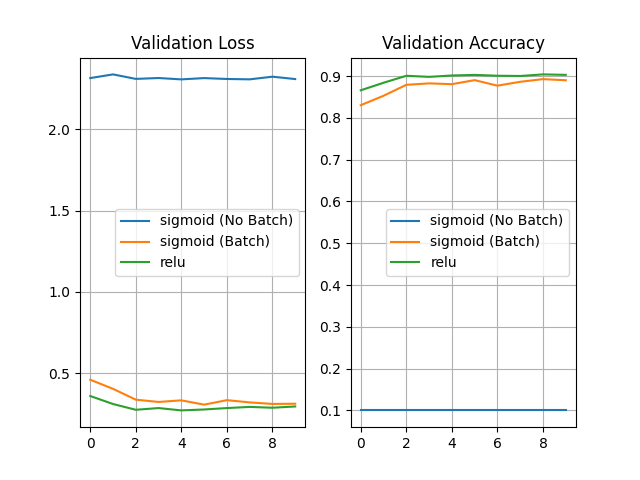 Validation Loss
2.0
1.5
1.0
0.5
0 2 4 6 8
sigmoid (No Batch)
sigmoid (Batch)
relu
Validation Accuracy
0.9
0.8
0.7
0.6
0.5
0.4
0.3
0.2
0.1
0 2 4 6 8
sigmoid (No Batch)
sigmoid (Batch)
relu